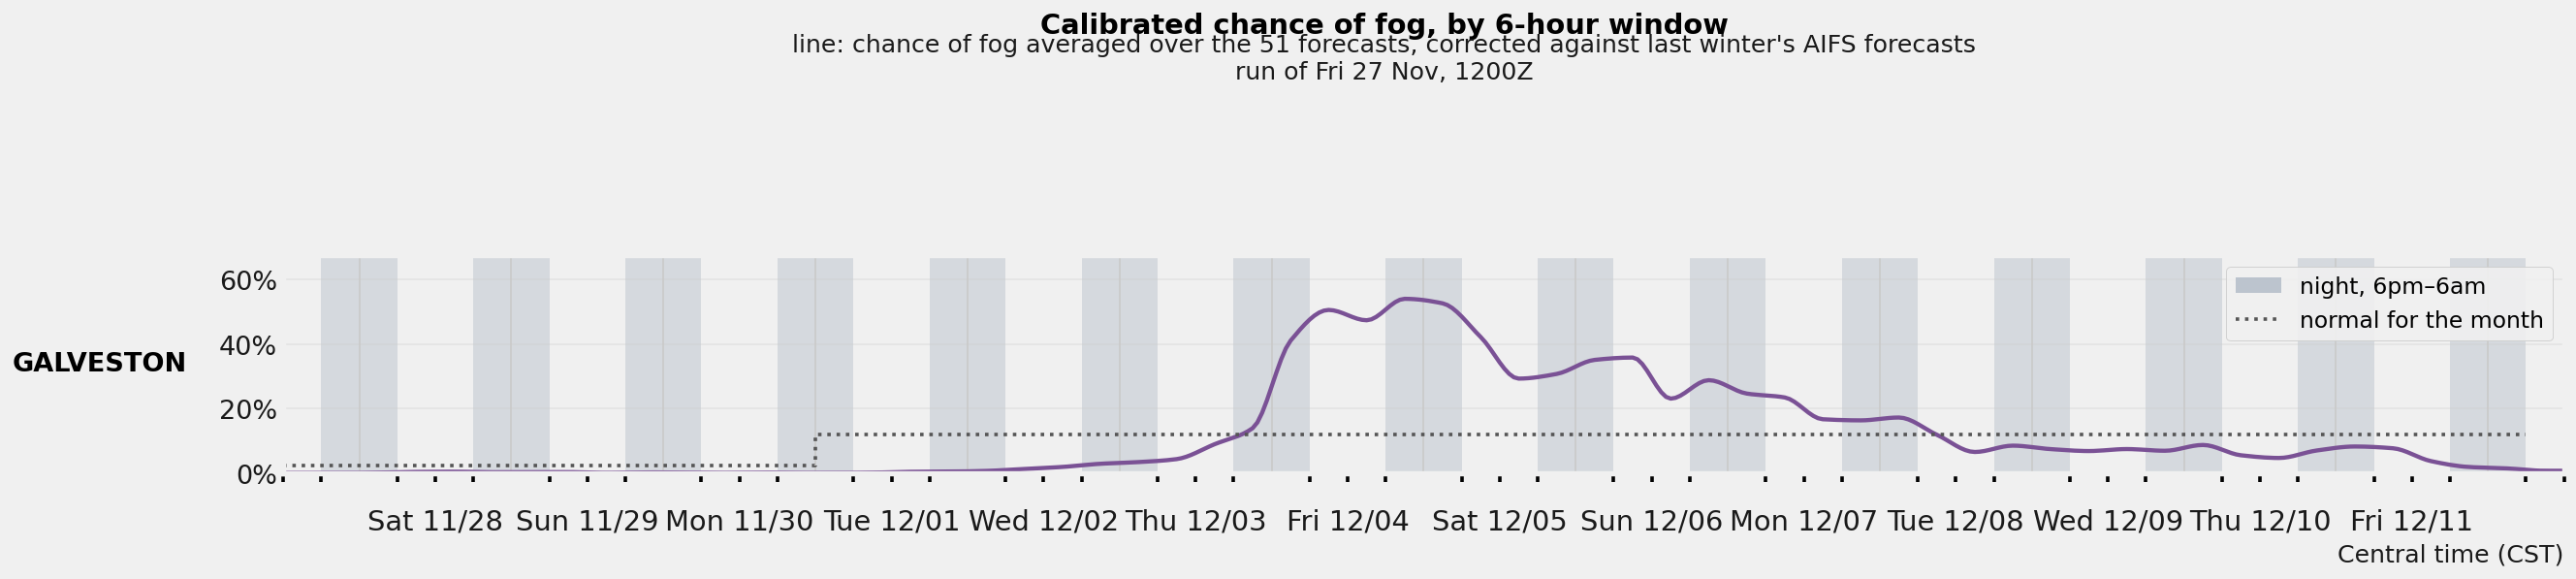 Calibrated chance of fog, by 6-hour window
line: chance of fog averaged over the 51 forecasts, corrected against last winter's AIFS forecasts
run of Fri 27 Nov, 1200Z
GALVESTON
60%
40%
20%
0%
night, 6pm–6am
normal for the month
Sat 11/28 Sun 11/29 Mon 11/30 Tue 12/01 Wed 12/02 Thu 12/03 Fri 12/04 Sat 12/05 Sun 12/06 Mon 12/07 Tue 12/08 Wed 12/09 Thu 12/10 Fri 12/11
Central time (CST)